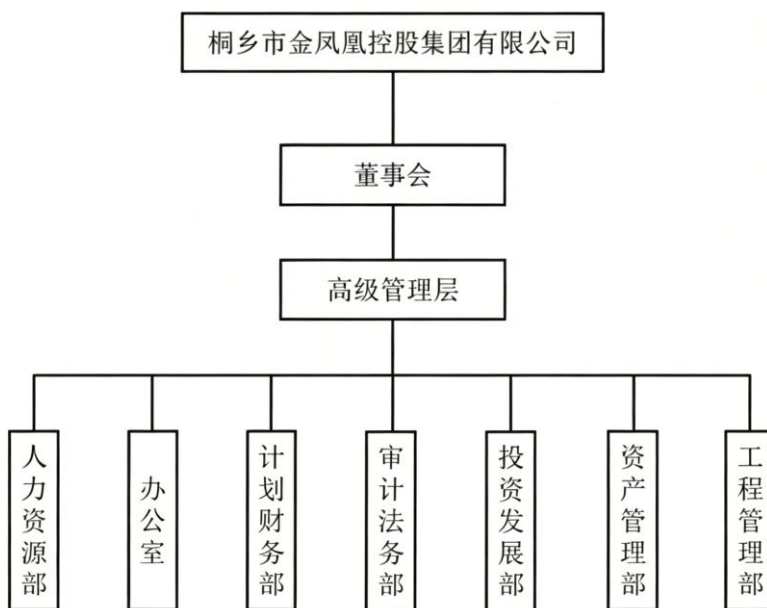 桐乡市金凤凰控股集团有限公司
董事会
高级管理层
人力资源部
办公室
计划财务部
审计法务部
投资发展部
资产管理部
工程管理部